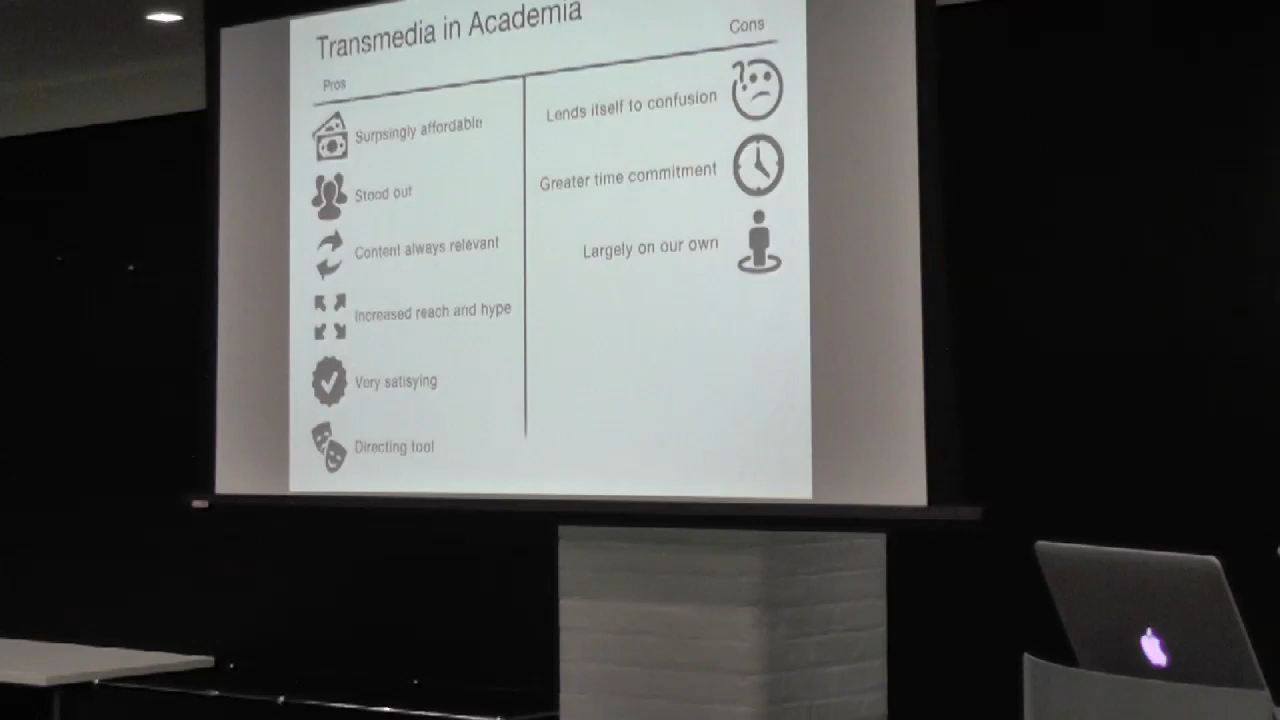 Transmedia in Academia
Pros
Cons
Surpsingly affordable
Stood out
Content always relevant
Increased reach and hype
Very satisying
Directing tool
Lends itself to confusion
Greater time commitment
Largely on our own